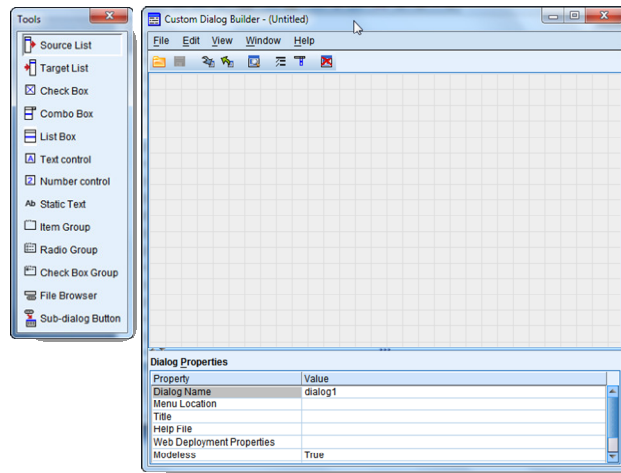 Tools
Source List
Target List
Check Box
Combo Box
List Box
Text control
Number control
Ab Static Text
Item Group
Radio Group
Check Box Group
File Browser
Sub-dialog Button
Custom Dialog Builder - (Untitled)
File Edit View Window Help
Dialog Properties
Property Value
Dialog Name dialog1
Menu Location
Title
Help File
Web Deployment Properties
Modeless True